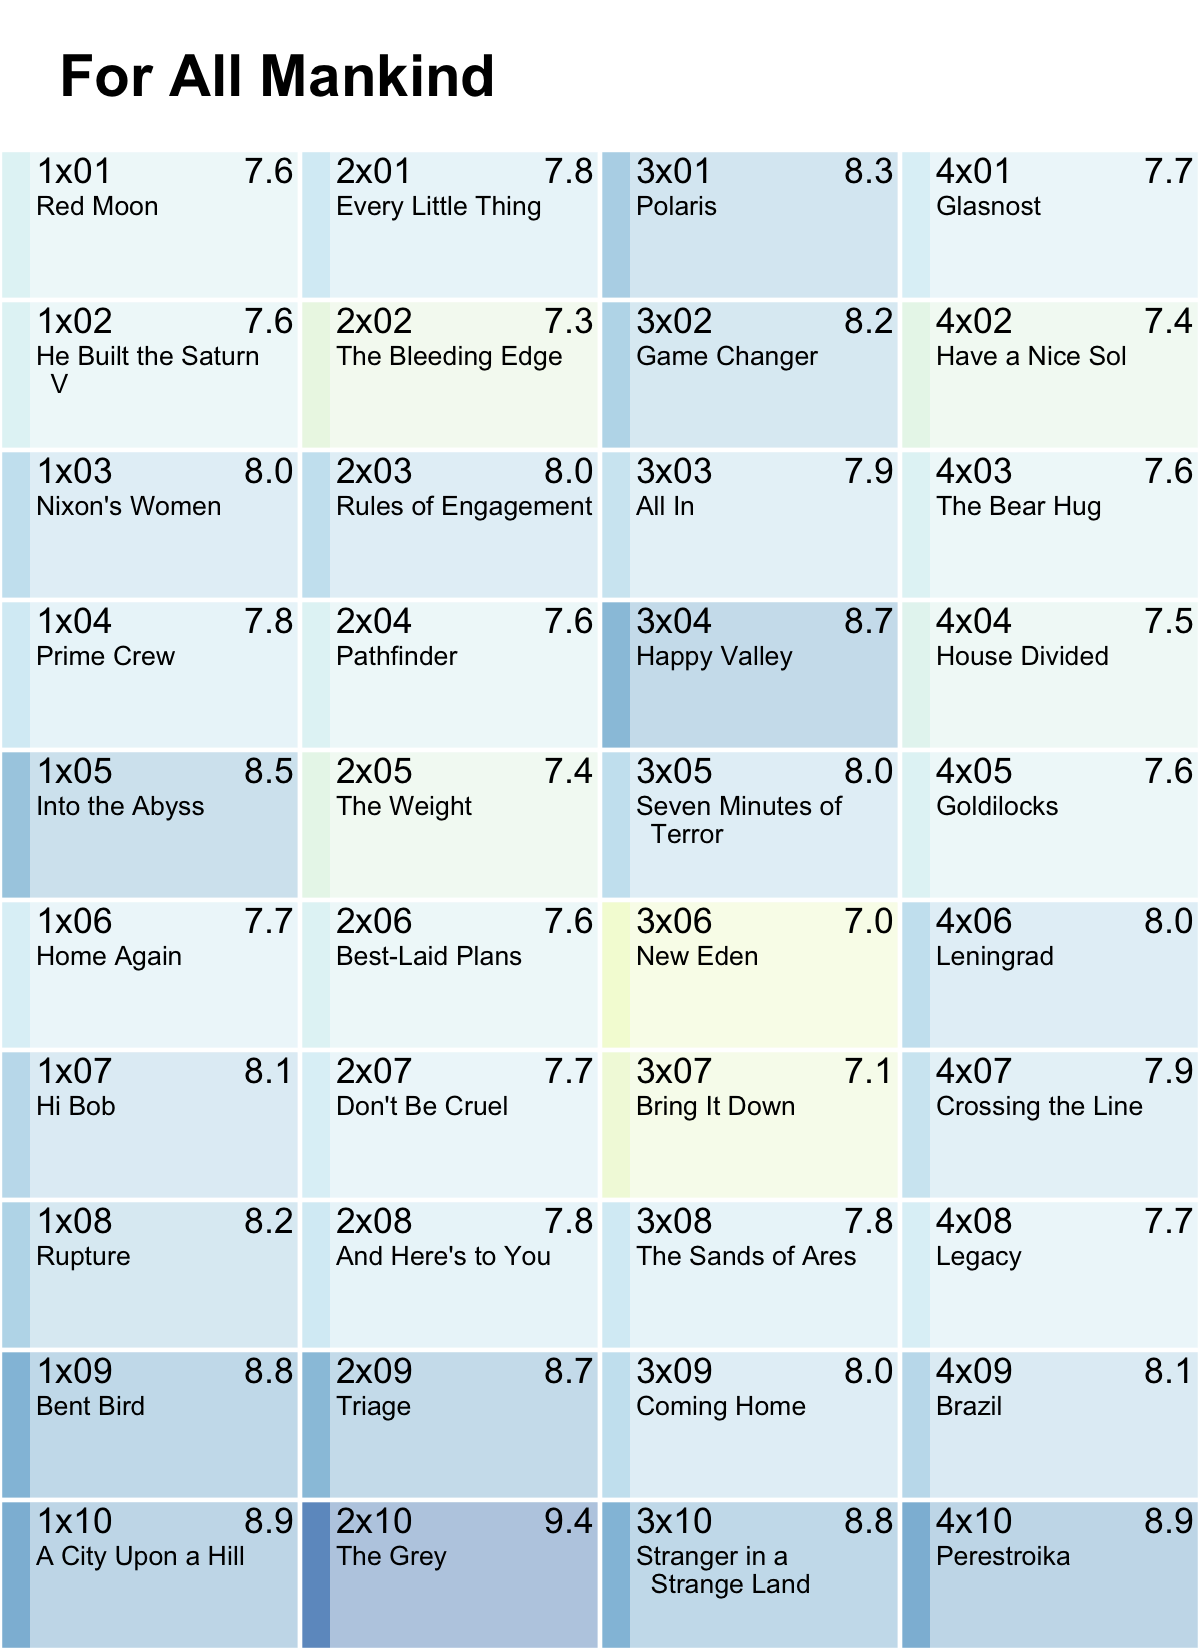 For All Mankind
1x01 7.6
Red Moon
2x01 7.8
Every Little Thing
3x01 8.3
Polaris
4x01 7.7
Glasnost
1x02 7.6
He Built the Saturn
V
2x02 7.3
The Bleeding Edge
3x02 8.2
Game Changer
4x02 7.4
Have a Nice Sol
1x03 8.0
Nixon's Women
2x03 8.0
Rules of Engagement
3x03 7.9
All In
4x03 7.6
The Bear Hug
1x04 7.8
Prime Crew
2x04 7.6
Pathfinder
3x04 8.7
Happy Valley
4x04 7.5
House Divided
1x05 8.5
Into the Abyss
2x05 7.4
The Weight
3x05 8.0
Seven Minutes of
Terror
4x05 7.6
Goldilocks
1x06 7.7
Home Again
2x06 7.6
Best-Laid Plans
3x06 7.0
New Eden
4x06 8.0
Leningrad
1x07 8.1
Hi Bob
2x07 7.7
Don't Be Cruel
3x07 7.1
Bring It Down
4x07 7.9
Crossing the Line
1x08 8.2
Rupture
2x08 7.8
And Here's to You
3x08 7.8
The Sands of Ares
4x08 7.7
Legacy
1x09 8.8
Bent Bird
2x09 8.7
Triage
3x09 8.0
Coming Home
4x09 8.1
Brazil
1x10 8.9
A City Upon a Hill
2x10 9.4
The Grey
3x10 8.8
Stranger in a
Strange Land
4x10 8.9
Perestroika